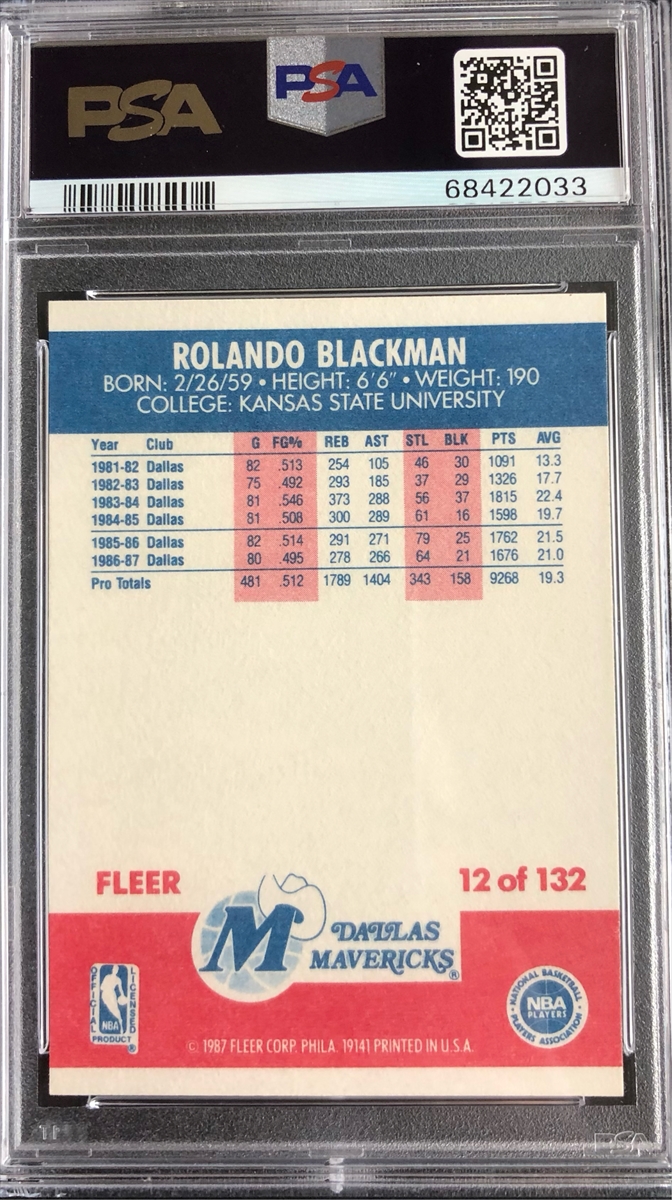 PSA
PSA
68422033
ROLANDO BLACKMAN
BORN: 2/26/59 • HEIGHT: 6'6" • WEIGHT: 190
COLLEGE: KANSAS STATE UNIVERSITY
Year Club G FG% REB AST STL BLK PTS AVG
1981-82 Dallas 82 .513 254 105 46 30 1091 13.3
1982-83 Dallas 75 .492 293 185 37 29 1326 17.7
1983-84 Dallas 81 .546 373 288 56 37 1815 22.4
1984-85 Dallas 81 .508 300 289 61 16 1598 19.7
1985-86 Dallas 82 .514 291 271 79 25 1762 21.5
1986-87 Dallas 80 .495 278 266 64 21 1676 21.0
Pro Totals 481 .512 1789 1404 343 158 9268 19.3
FLEER
12 of 132
M DALLAS
MAVERICKS®
OFFICIAL LICENSED
NBA
PRODUCT ®
NATIONAL BASKETBALL
NBA
PLAYERS
PLAYERS ASSOCIATION
© 1987 FLEER CORP. PHILA. 19141 PRINTED IN U.S.A.
PSA